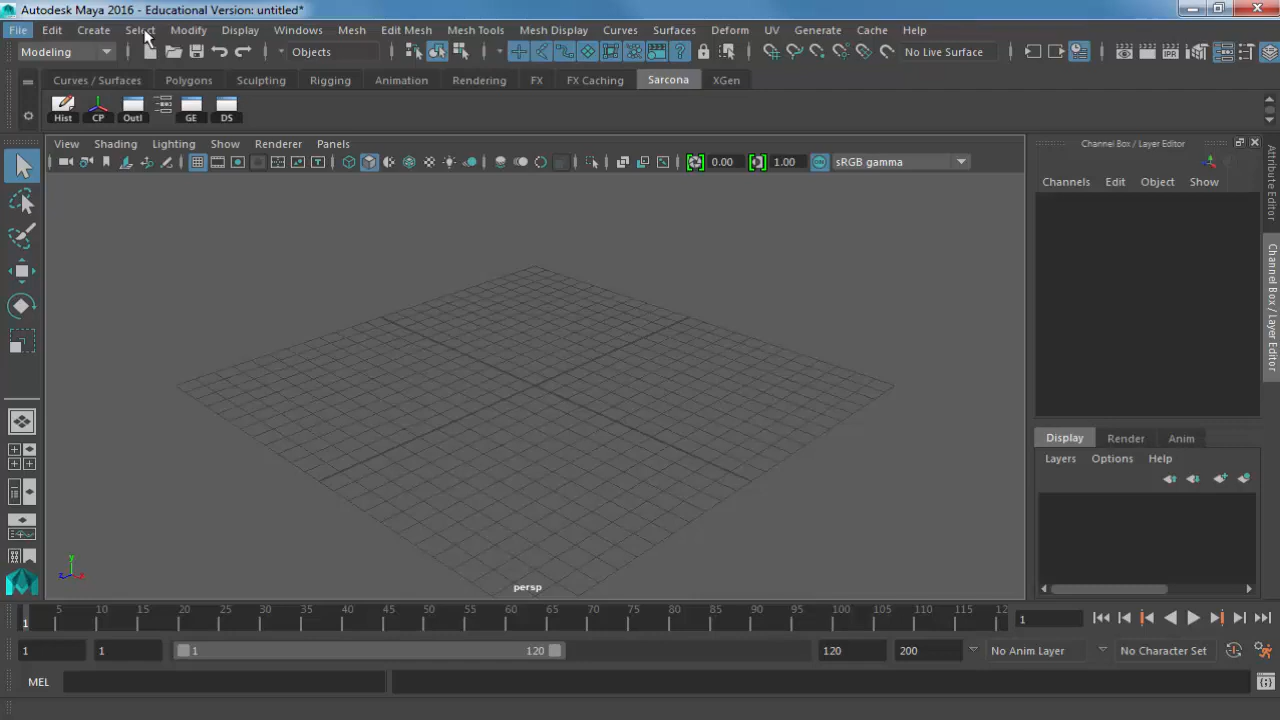 Autodesk Maya 2016 - Educational Version: untitled*
File Edit Create Select Modify Display Windows Mesh Edit Mesh Mesh Tools Mesh Display Curves Surfaces Deform UV Generate Cache Help
Modeling Objects No Live Surface
Curves / Surfaces Polygons Sculpting Rigging Animation Rendering FX FX Caching Sarcona XGen
Hist CP Outl GE DS
View Shading Lighting Show Renderer Panels
0.00 1.00 sRGB gamma
Channel Box / Layer Editor
Channels Edit Object Show
Attribute Editor
Channel Box / Layer Editor
Display Render Anim
Layers Options Help
y
z x
persp
5 10 15 20 25 30 35 40 45 50 55 60 65 70 75 80 85 90 95 100 105 110 115 12
1 1
1 1 1 120 120 200 No Anim Layer No Character Set
MEL